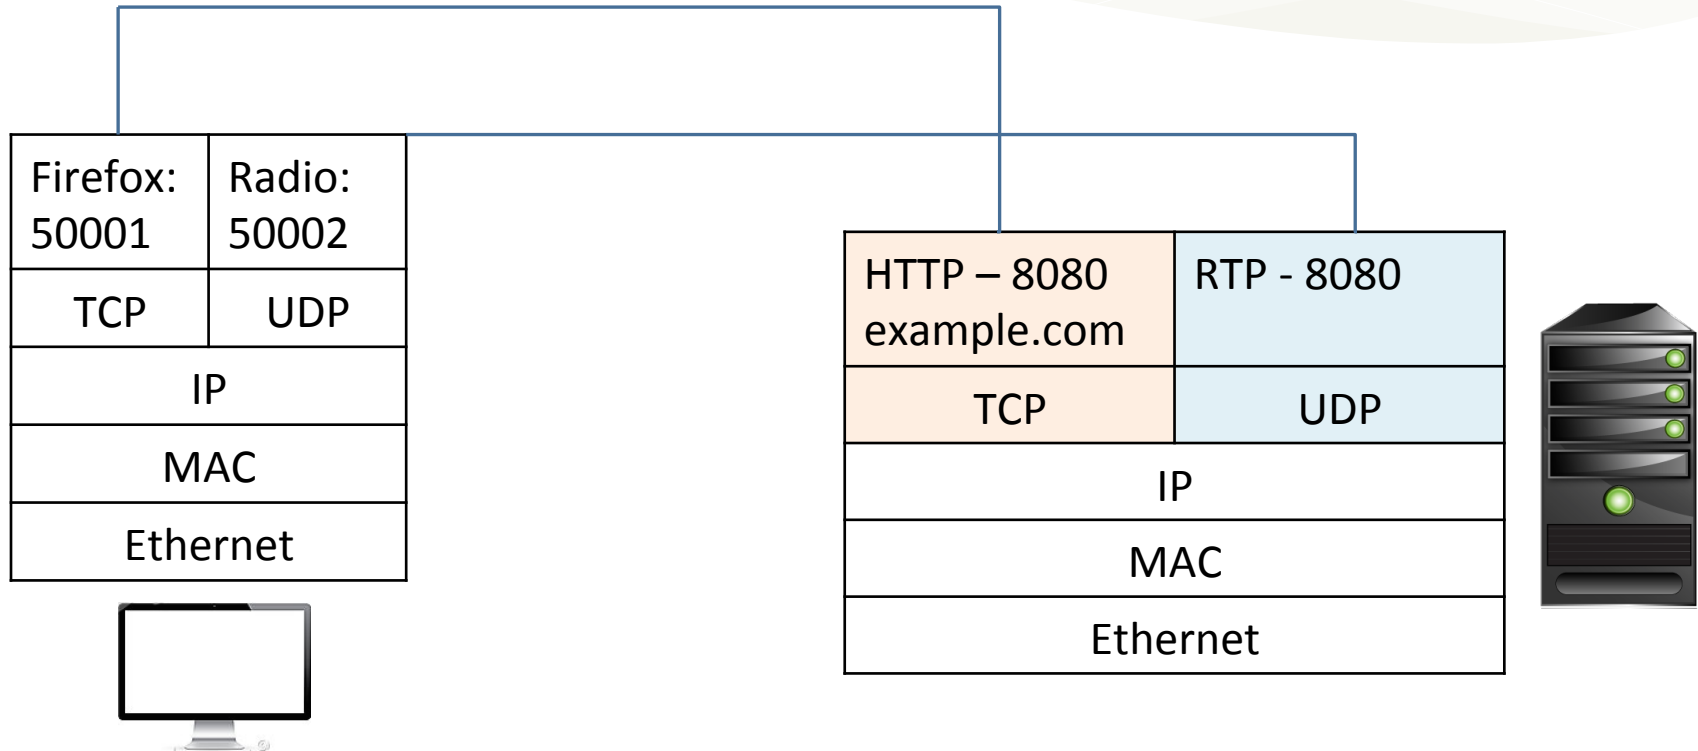 Firefox:
50001
Radio:
50002
TCP
UDP
IP
MAC
Ethernet
HTTP – 8080
example.com
RTP - 8080
TCP
UDP
IP
MAC
Ethernet